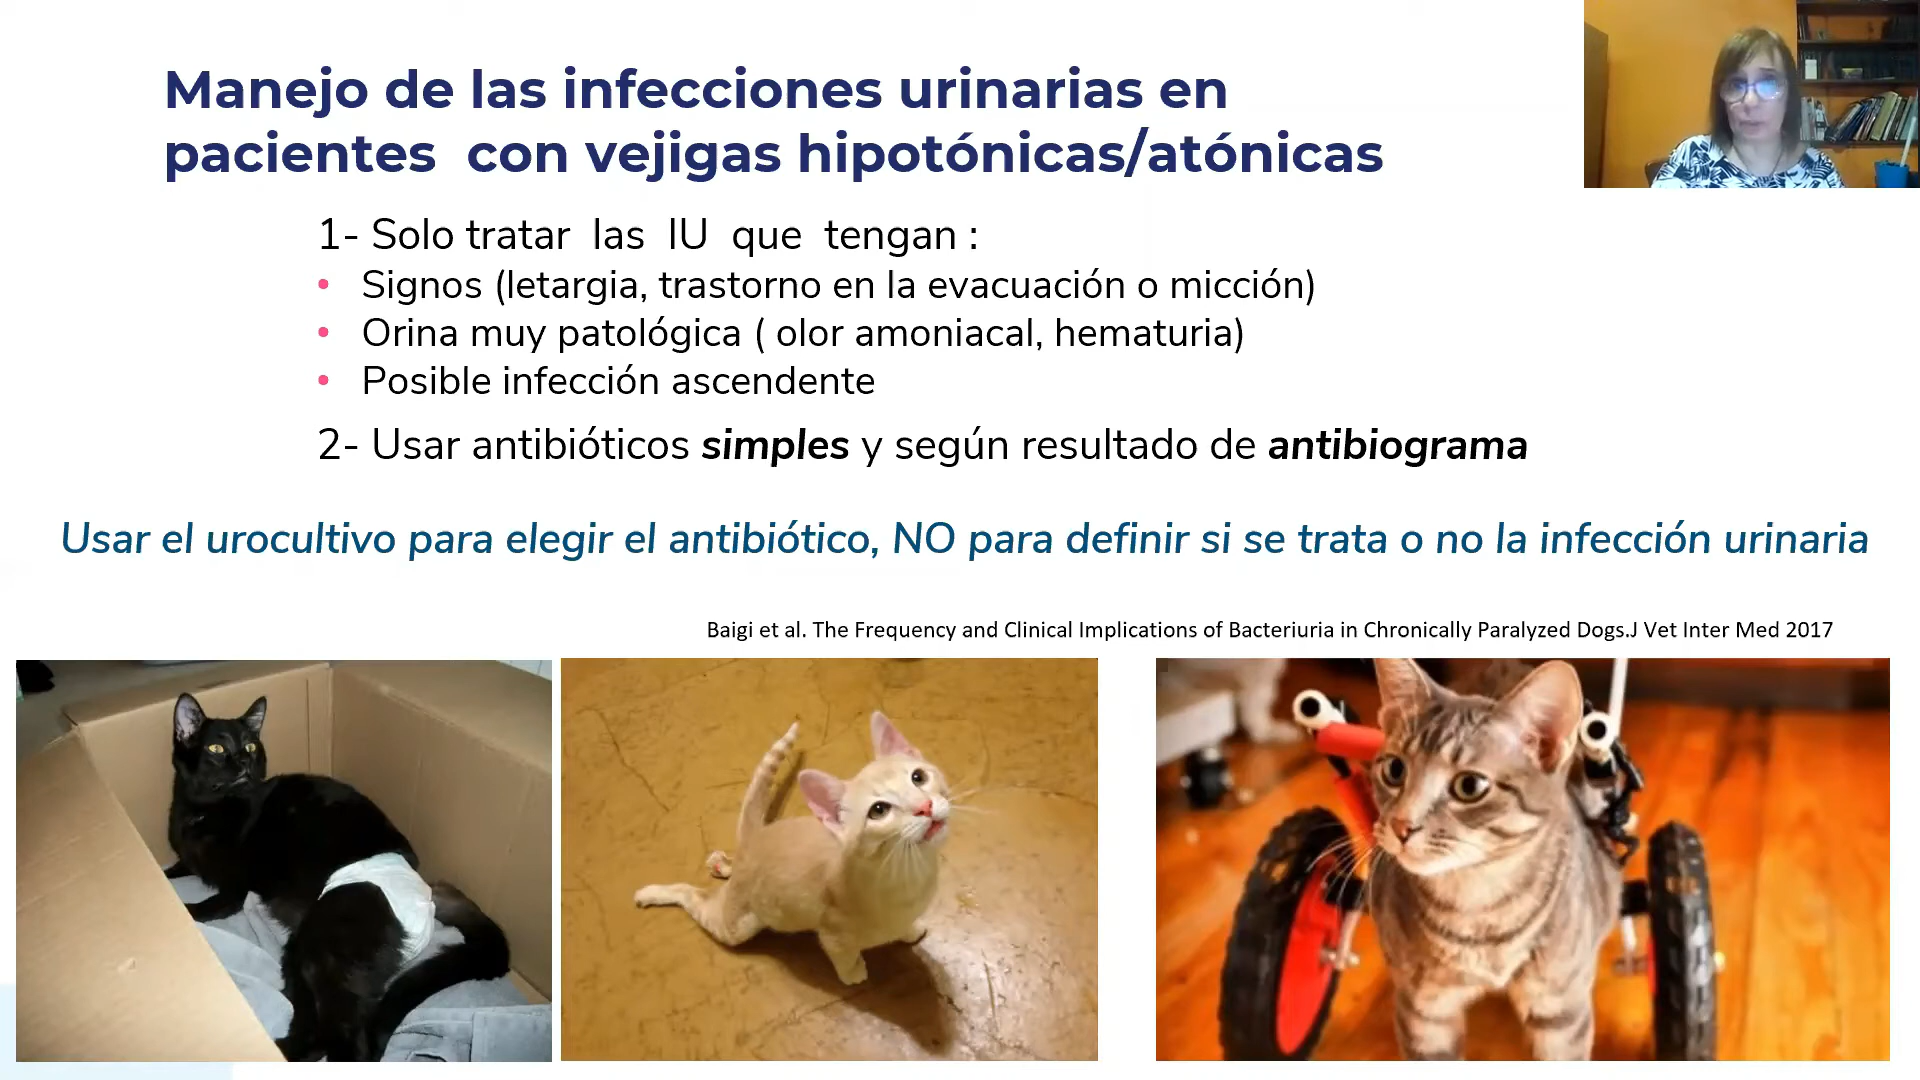 Manejo de las infecciones urinarias en
pacientes con vejigas hipotónicas/atónicas
1- Solo tratar las IU que tengan :
• Signos (letargia, trastorno en la evacuación o micción)
• Orina muy patológica ( olor amoniacal, hematuria)
• Posible infección ascendente
2- Usar antibióticos simples y según resultado de antibiograma
Usar el urocultivo para elegir el antibiótico, NO para definir si se trata o no la infección urinaria
Baigi et al. The Frequency and Clinical Implications of Bacteriuria in Chronically Paralyzed Dogs.J Vet Inter Med 2017